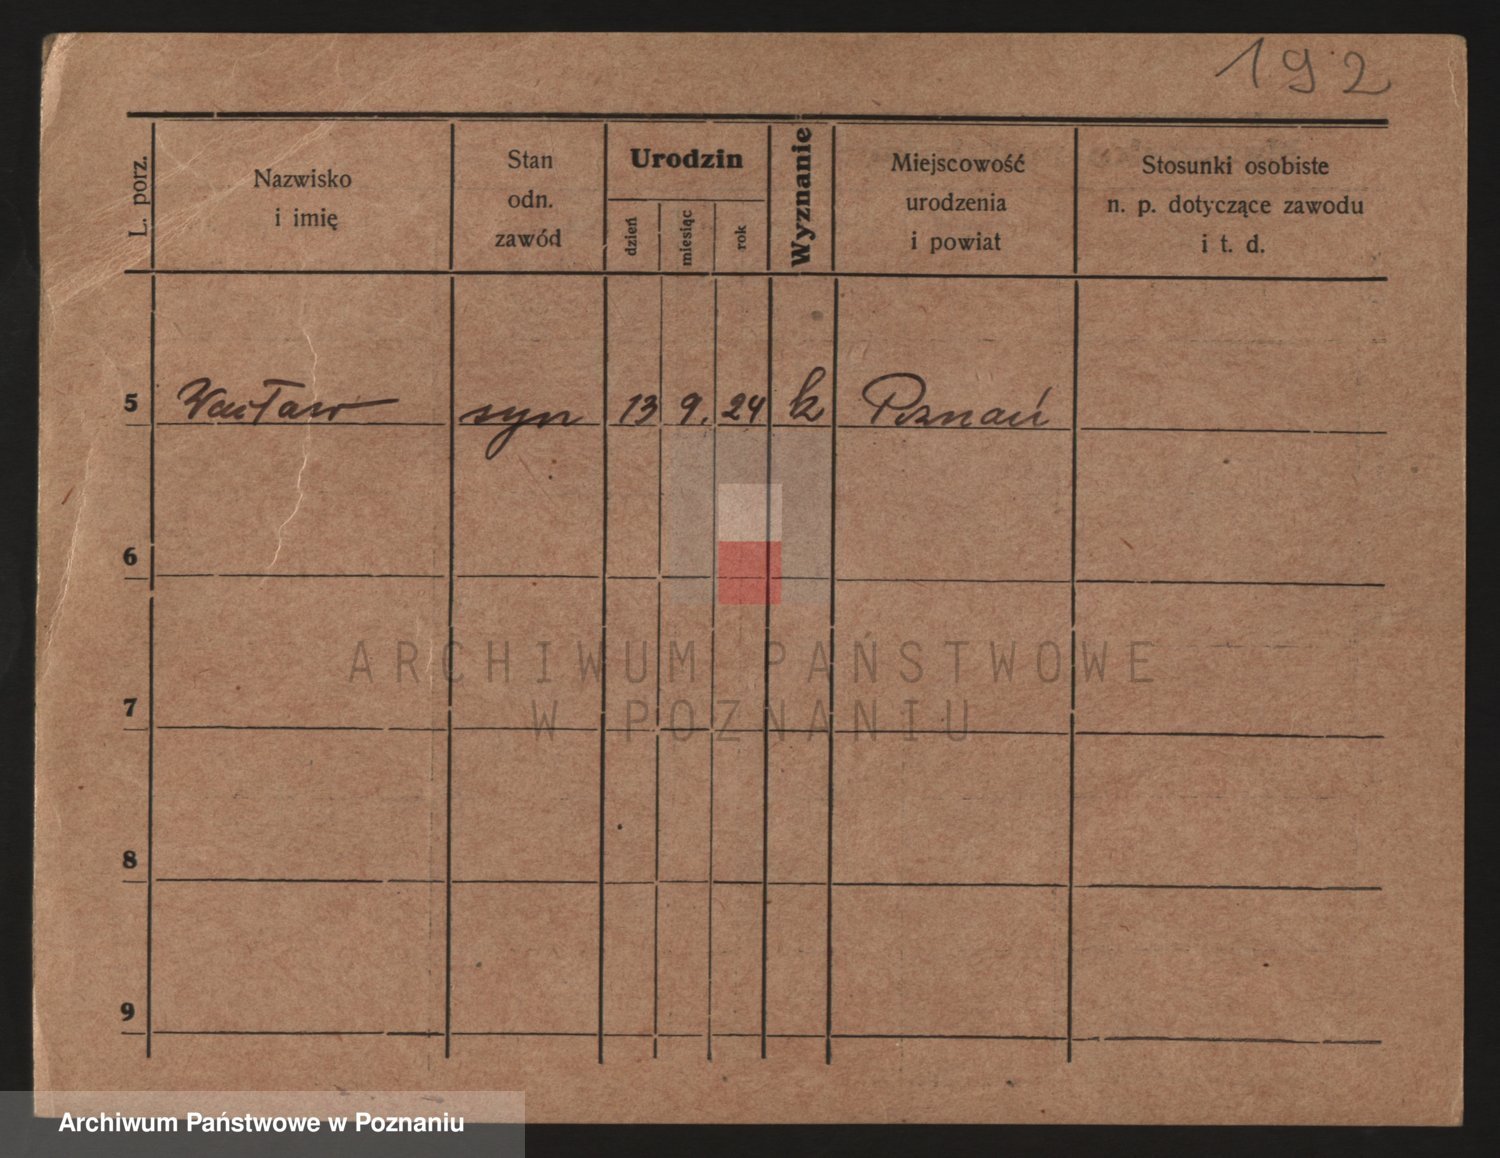 192
L. porz.
Nazwisko
i imię
Stan
odn.
zawód
Urodzin
dzień
miesiąc
rok
Wyznanie
Miejscowość
urodzenia
i powiat
Stosunki osobiste
n. p. dotyczące zawodu
i t. d.
5 Wacław syn 13 9. 24 k Poznań
6
7
8
9
ARCHIWUM PAŃSTWOWE
W POZNANIU
Archiwum Państwowe w Poznaniu